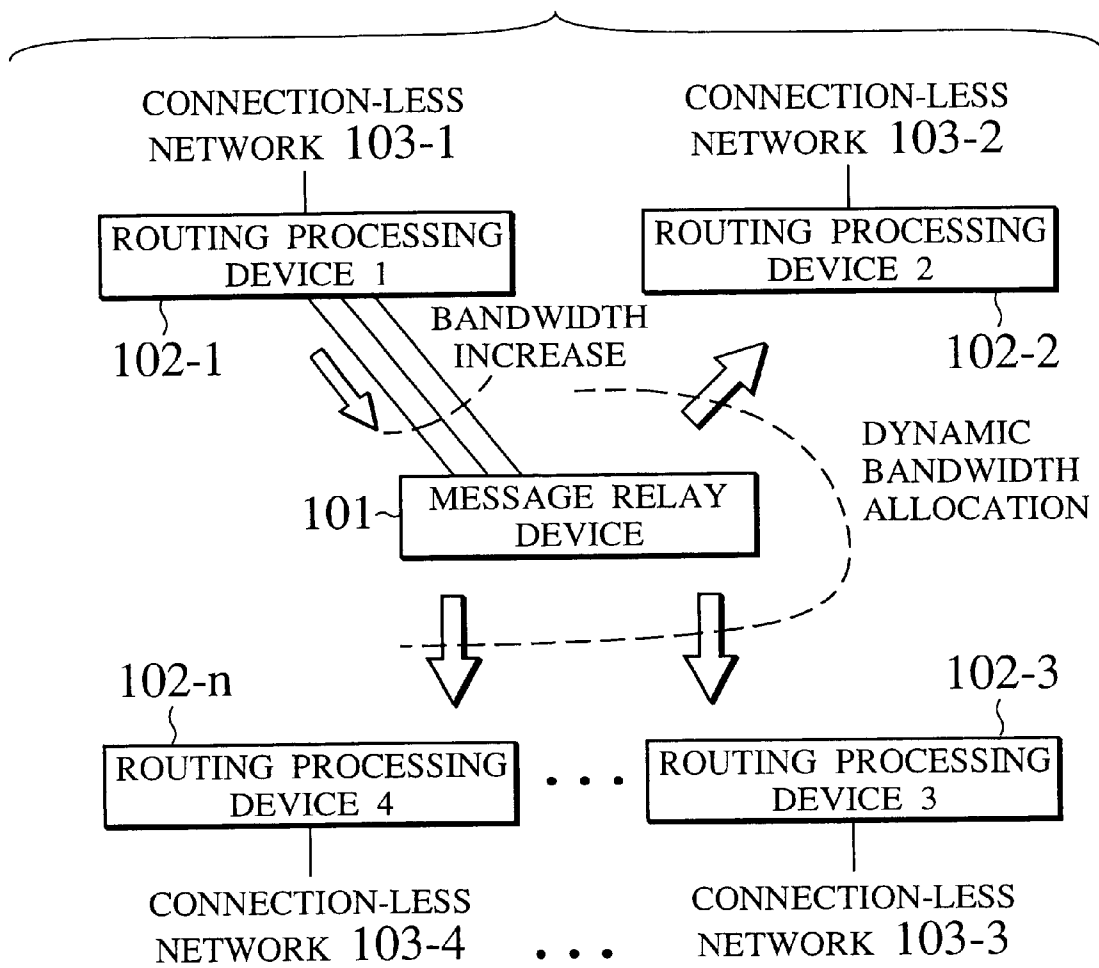 CONNECTION-LESS
NETWORK 103-1
CONNECTION-LESS
NETWORK 103-2
ROUTING PROCESSING
DEVICE 1
ROUTING PROCESSING
DEVICE 2
102-1
BANDWIDTH
INCREASE
102-2
DYNAMIC
BANDWIDTH
ALLOCATION
101
MESSAGE RELAY
DEVICE
102-n
102-3
ROUTING PROCESSING
DEVICE 4
• • •
ROUTING PROCESSING
DEVICE 3
CONNECTION-LESS
NETWORK 103-4
• • •
CONNECTION-LESS
NETWORK 103-3